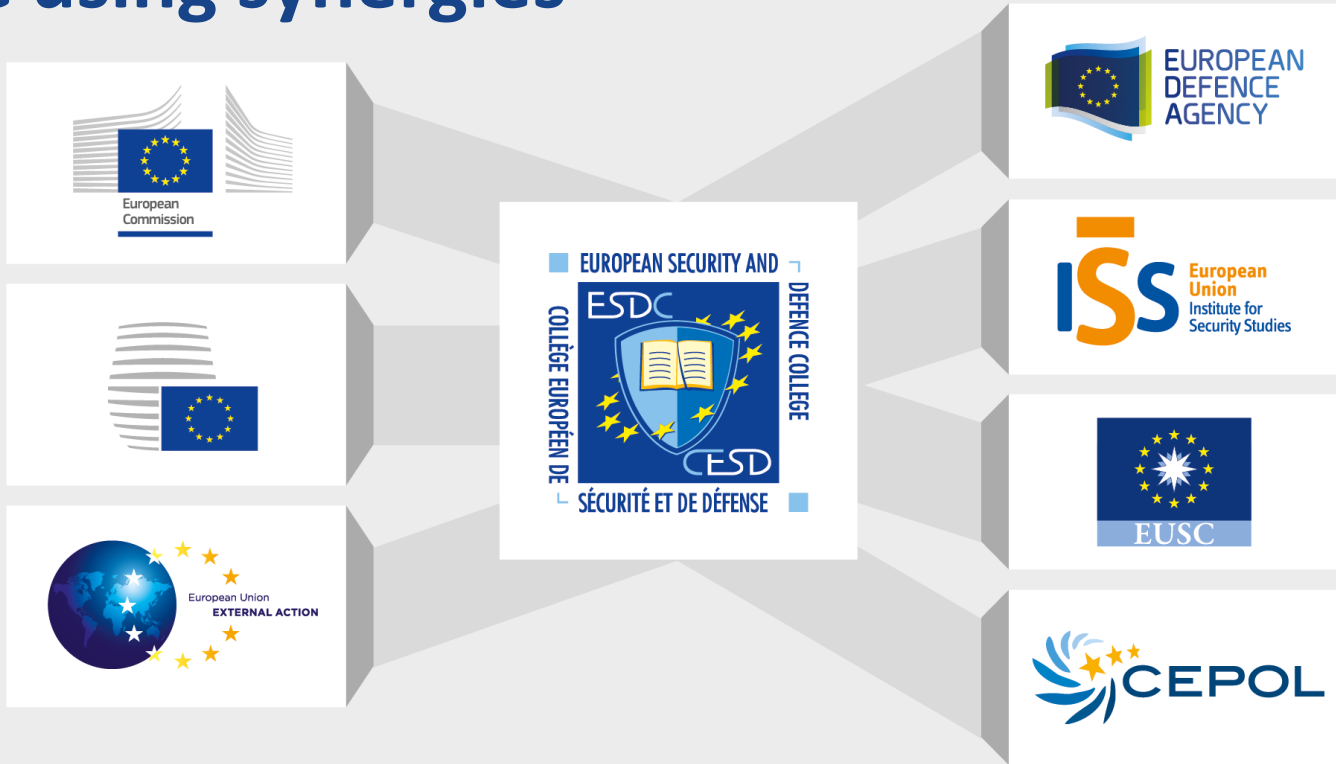 using synergies
European
Commission
European Union
EXTERNAL ACTION
EUROPEAN SECURITY AND
DEFENCE COLLEGE
ESDC
CESD
COLLÈGE EUROPÉEN DE
SÉCURITÉ ET DE DÉFENSE
EUROPEAN
DEFENCE
AGENCY
ISS
European
Union
Institute for
Security Studies
EUSC
CEPOL